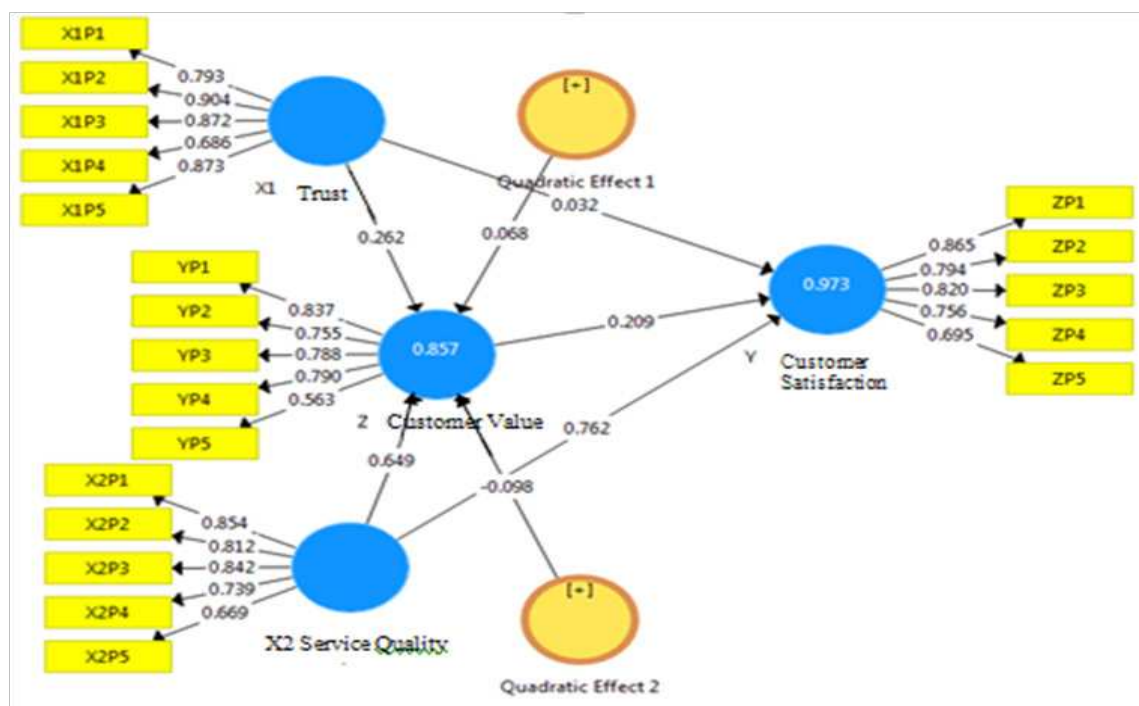 X1P1
X1P2
X1P3
X1P4
X1P5
0.793
0.904
0.872
0.686
0.873
X1 Trust
[+]
Quadratic Effect 1
0.032
0.262
0.068
YP1
YP2
YP3
YP4
YP5
0.837
0.755
0.788
0.790
0.563
0.857
Z Customer Value
0.209
ZP1
ZP2
ZP3
ZP4
ZP5
0.865
0.794
0.820
0.756
0.695
0.973
Y Customer
Satisfaction
0.762
0.649
-0.098
X2P1
X2P2
X2P3
X2P4
X2P5
0.854
0.812
0.842
0.739
0.669
X2 Service Quality
[+]
Quadratic Effect 2